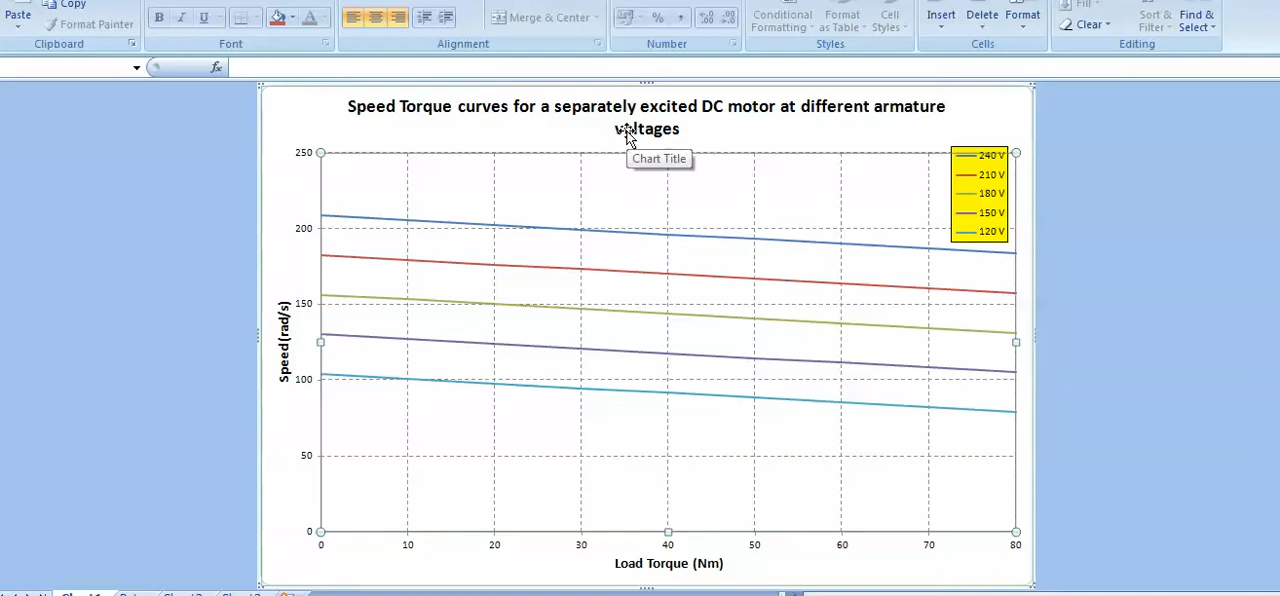 Copy
Paste
Format Painter
Clipboard
B I U A
Font
Merge & Center
Alignment
% ,
Number
Conditional Formatting
Format as Table
Cell Styles
Styles
Insert
Delete
Format
Cells
Fill
Clear
Sort & Filter
Find & Select
Editing
fx
Speed Torque curves for a separately excited DC motor at different armature
voltages
Chart Title
240 V
210 V
180 V
150 V
120 V
250
200
150
100
50
0
Speed(rad/s)
0 10 20 30 40 50 60 70 80
Load Torque (Nm)